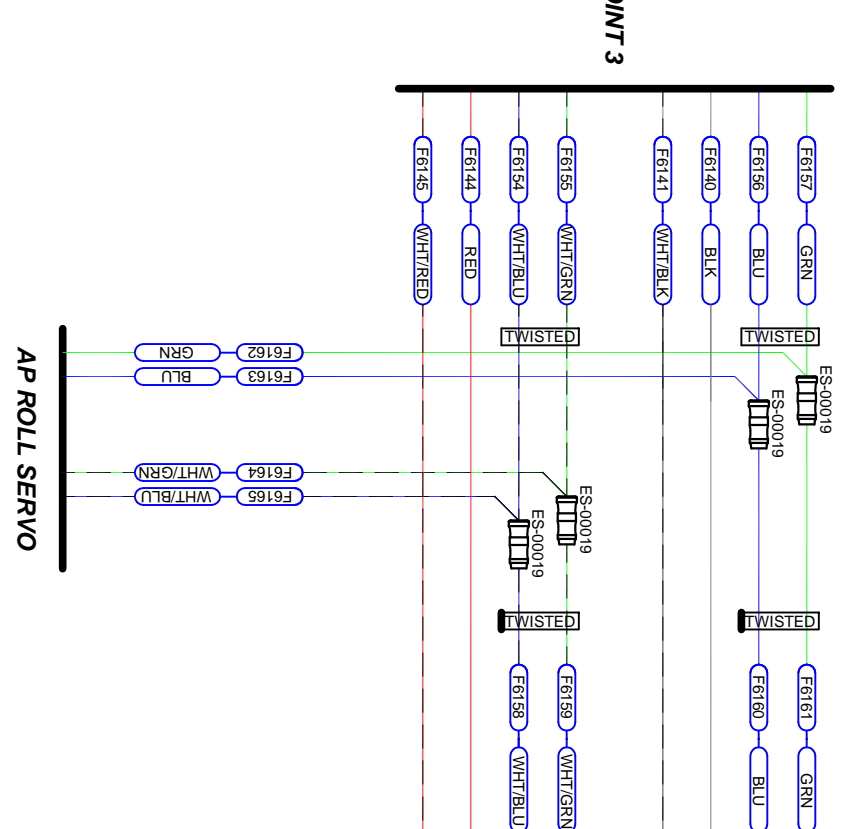 OINT 3
F6145
F6144
F6154
F6155
F6141
F6140
F6156
F6157
WHT/RED
RED
WHT/BLU
WHT/GRN
WHT/BLK
BLK
BLU
GRN
TWISTED
TWISTED
AP ROLL SERVO
GRN
F6162
BLU
F6163
WHT/GRN
F6164
WHT/BLU
F6165
ES-00019
ES-00019
ES-00019
ES-00019
TWISTED
TWISTED
F6158
F6159
F6160
F6161
WHT/BLU
WHT/GRN
BLU
GRN